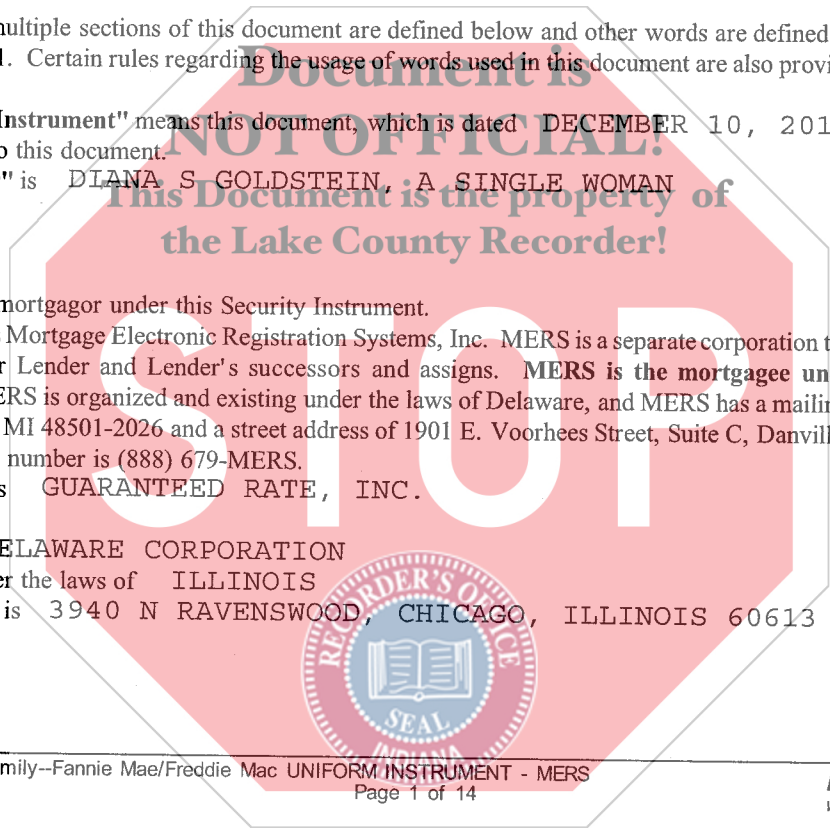 multiple sections of this document are defined below and other words are defined
1. Certain rules regarding the usage of words used in this document are also provi
Document is
Instrument" means this document, which is dated DECEMBER 10, 201
NOT OFFICIAL!
o this document.
" is DIANA S GOLDSTEIN, A SINGLE WOMAN
This Document is the property of
the Lake County Recorder!
mortgagor under this Security Instrument.
Mortgage Electronic Registration Systems, Inc. MERS is a separate corporation t
r Lender and Lender's successors and assigns. MERS is the mortgagee un
ERS is organized and existing under the laws of Delaware, and MERS has a mailin
MI 48501-2026 and a street address of 1901 E. Voorhees Street, Suite C, Danvill
number is (888) 679-MERS.
STOP
s GUARANTEED RATE, INC.
ELAWARE CORPORATION
er the laws of ILLINOIS
is 3940 N RAVENSWOOD, CHICAGO, ILLINOIS 60613
RECORDER'S OFFICE
SEAL
INDIANA
mily--Fannie Mae/Freddie Mac UNIFORM INSTRUMENT - MERS
Page 1 of 14